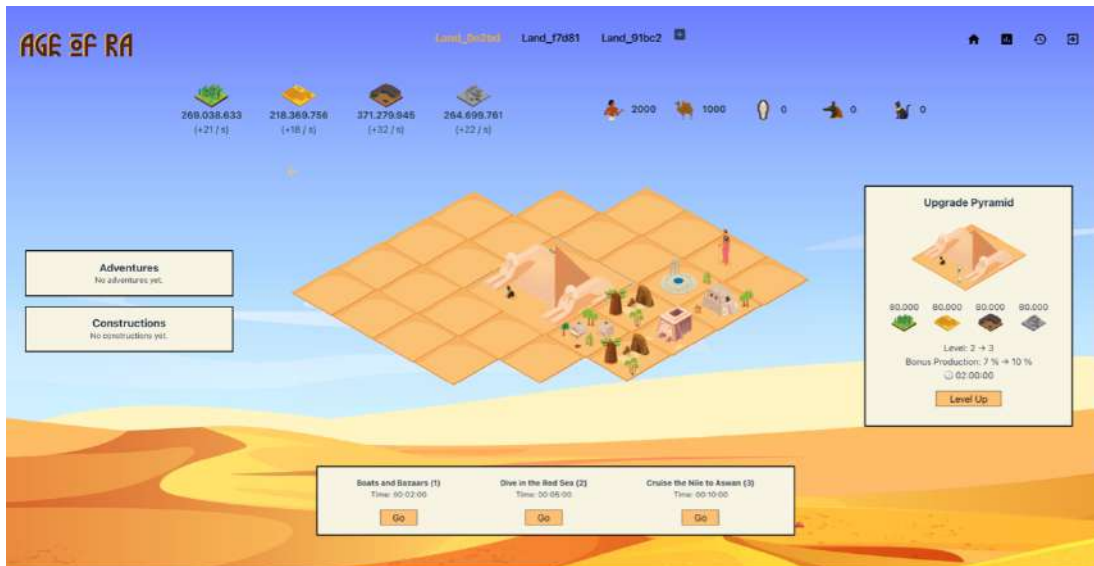 AGE OF RA
Land_f7d81 Land_91bc2
269.038.633 218.369.756 371.279.945 264.699.761
(+21 / s) (+18 / s) (+32 / s) (+22 / s)
2000 1000 0 0 0
Upgrade Pyramid
80.000 80.000 80.000 80.000
Level: 2 → 3
Bonus Production: 7 % → 10 %
02:00:00
Level Up
Adventures
No adventures yet.
Constructions
No constructions yet.
Boats and Bazaars (1) Dive in the Red Sea (2) Cruise the Nile to Aswan (3)
Time: 00:02:00 Time: 00:05:00 Time: 00:10:00
Go Go Go